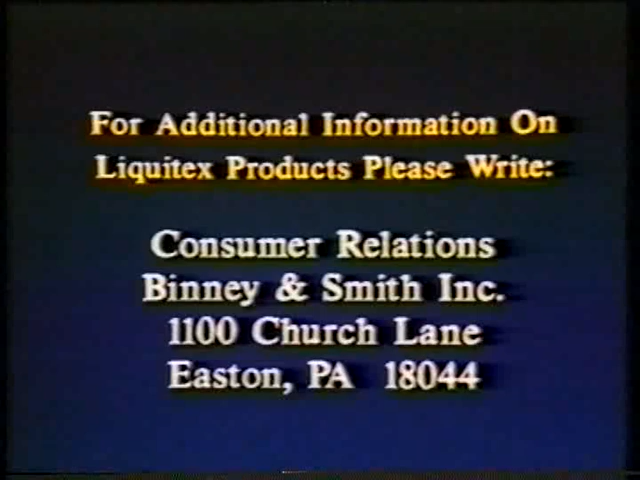 For Additional Information On
Liquitex Products Please Write:
Consumer Relations
Binney & Smith Inc.
1100 Church Lane
Easton, PA 18044